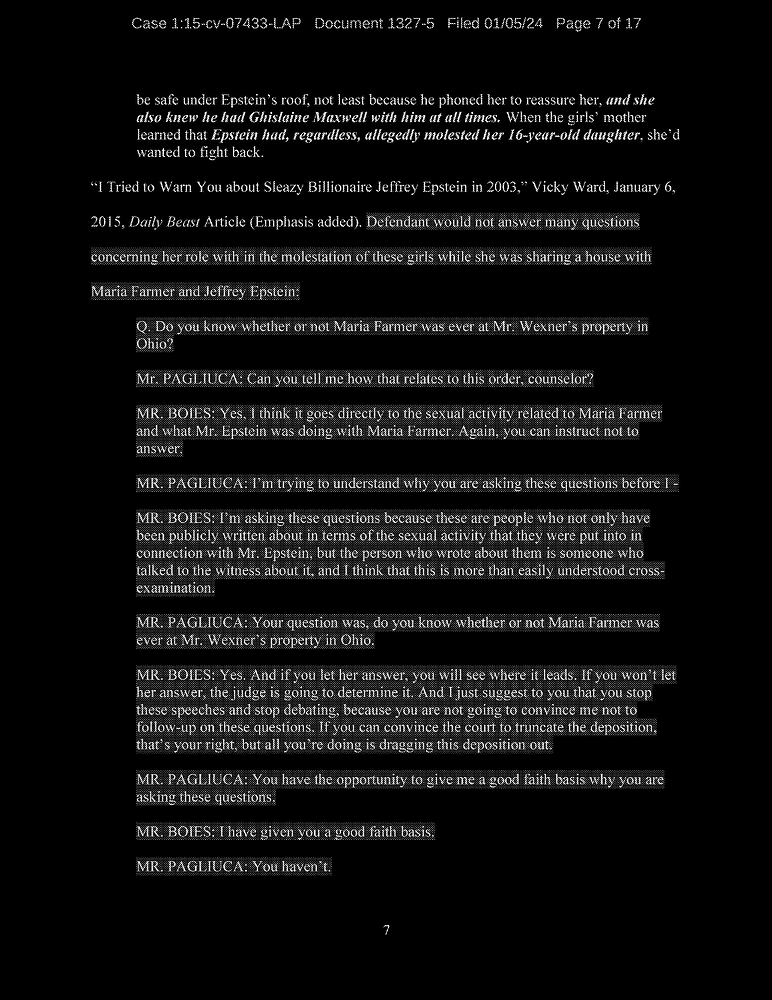 Case 1:15-cv-07433-LAP Document 1327-5 Filed 01/05/24 Page 7 of 17
be safe under Epstein's roof, not least because he phoned her to reassure her, and she
also knew he had Ghislaine Maxwell with him at all times. When the girls' mother
learned that Epstein had, regardless, allegedly molested her 16-year-old daughter, she'd
wanted to fight back.
"I Tried to Warn You about Sleazy Billionaire Jeffrey Epstein in 2003," Vicky Ward, January 6,
2015, Daily Beast Article (Emphasis added). Defendant would not answer many questions
concerning her role with in the molestation of these girls while she was sharing a house with
Maria Farmer and Jeffrey Epstein:
Q. Do you know whether or not Maria Farmer was ever at Mr. Wexner's property in
Ohio?
Mr. PAGLIUCA: Can you tell me how that relates to this order, counselor?
MR. BOIES: Yes. I think it goes directly to the sexual activity related to Maria Farmer
and what Mr. Epstein was doing with Maria Farmer. Again, you can instruct not to
answer.
MR. PAGLIUCA: I'm trying to understand why you are asking these questions before I -
MR. BOIES: I'm asking these questions because these are people who not only have
been publicly written about in terms of the sexual activity that they were put into in
connection with Mr. Epstein, but the person who wrote about them is someone who
talked to the witness about it, and I think that this is more than easily understood cross-
examination.
MR. PAGLIUCA: Your question was, do you know whether or not Maria Farmer was
ever at Mr. Wexner's property in Ohio.
MR. BOIES: Yes. And if you let her answer, you will see where it leads. If you won't let
her answer, the judge is going to determine it. And I just suggest to you that you stop
these speeches and stop debating, because you are not going to convince me not to
follow-up on these questions. If you can convince the court to truncate the deposition,
that's your right, but all you're doing is dragging this deposition out.
MR. PAGLIUCA: You have the opportunity to give me a good faith basis why you are
asking these questions.
MR. BOIES: I have given you a good faith basis.
MR. PAGLIUCA: You haven't.
7